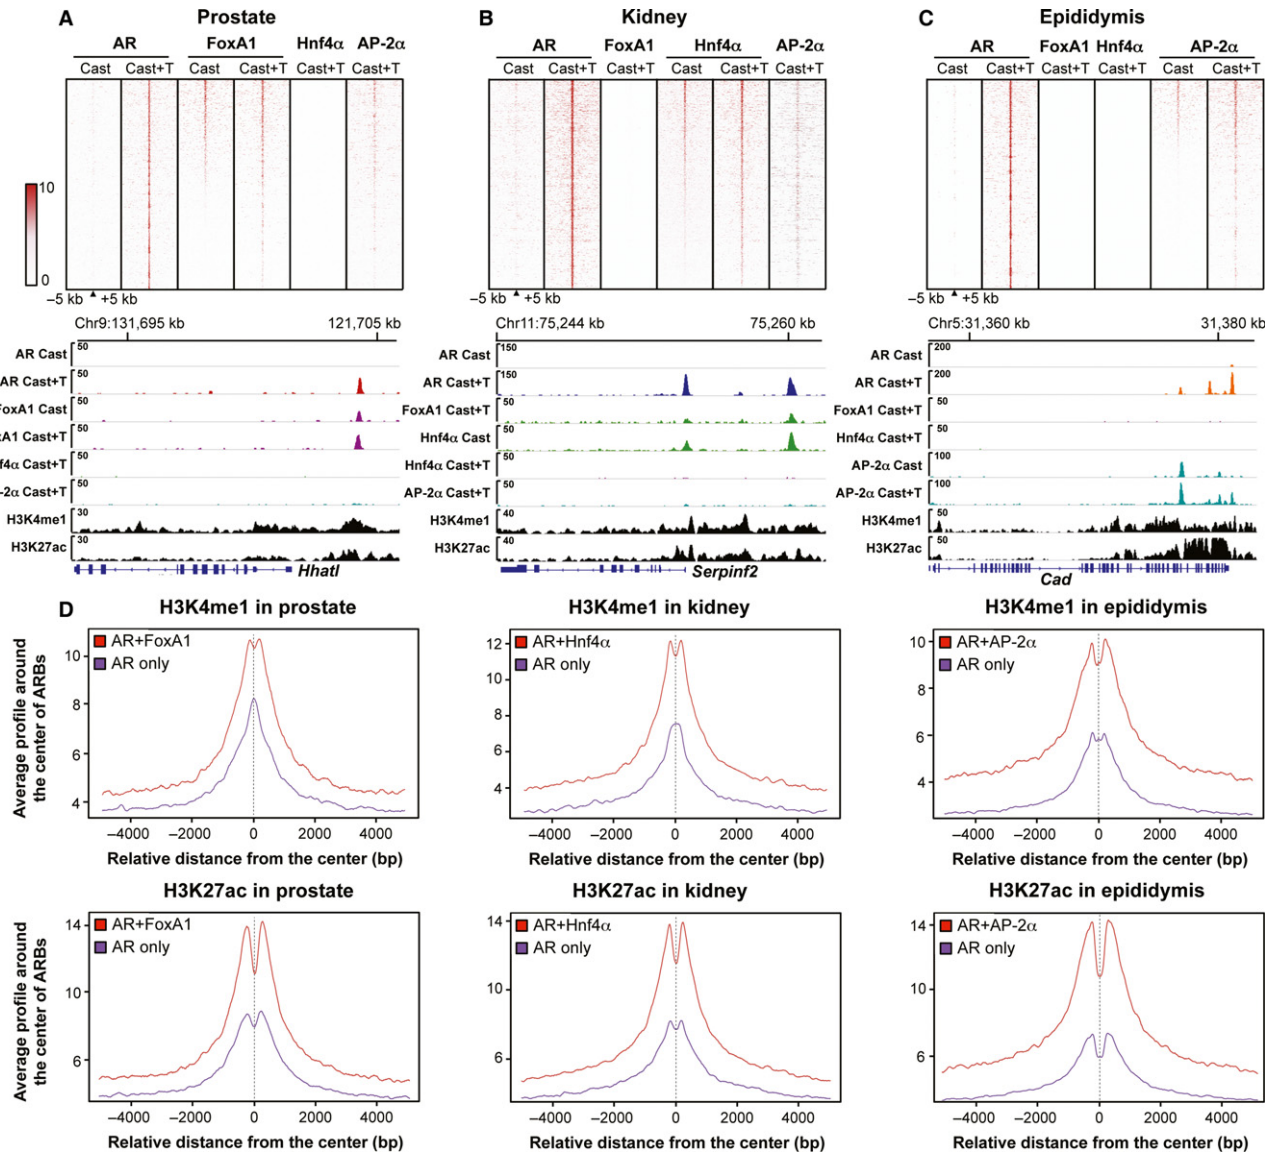 A Prostate
AR FoxA1 Hnf4α AP-2α
Cast Cast+T Cast Cast+T Cast+T Cast+T
10
0
−5 kb +5 kb
Chr9:131,695 kb 121,705 kb
AR Cast 50
AR Cast+T 50
FoxA1 Cast 50
xA1 Cast+T 50
f4α Cast+T 50
-2α Cast+T 50
H3K4me1 30
H3K27ac 30
Hhatl
B Kidney
AR FoxA1 Hnf4α AP-2α
Cast Cast+T Cast+T Cast Cast+T Cast+T
−5 kb +5 kb
Chr11:75,244 kb 75,260 kb
AR Cast 150
AR Cast+T 150
FoxA1 Cast+T 50
Hnf4α Cast 50
Hnf4α Cast+T 50
AP-2α Cast+T 50
H3K4me1 40
H3K27ac 40
Serpinf2
C Epididymis
AR FoxA1 Hnf4α AP-2α
Cast Cast+T Cast+T Cast+T Cast Cast+T
−5 kb +5 kb
Chr5:31,360 kb 31,380 kb
AR Cast 200
AR Cast+T 200
FoxA1 Cast+T 50
Hnf4α Cast+T 50
AP-2α Cast 100
AP-2α Cast+T 100
H3K4me1 50
H3K27ac 50
Cad
D H3K4me1 in prostate
AR+FoxA1
AR only
Average profile around
the center of ARBs
10
8
6
4
−4000 −2000 0 2000 4000
Relative distance from the center (bp)
H3K4me1 in kidney
AR+Hnf4α
AR only
12
10
8
6
4
−4000 −2000 0 2000 4000
Relative distance from the center (bp)
H3K4me1 in epididymis
AR+AP-2α
AR only
10
8
6
4
−4000 −2000 0 2000 4000
Relative distance from the center (bp)
H3K27ac in prostate
AR+FoxA1
AR only
Average profile around
the center of ARBs
14
10
6
−4000 −2000 0 2000 4000
Relative distance from the center (bp)
H3K27ac in kidney
AR+Hnf4α
AR only
14
10
6
−4000 −2000 0 2000 4000
Relative distance from the center (bp)
H3K27ac in epididymis
AR+AP-2α
AR only
14
10
6
−4000 −2000 0 2000 4000
Relative distance from the center (bp)